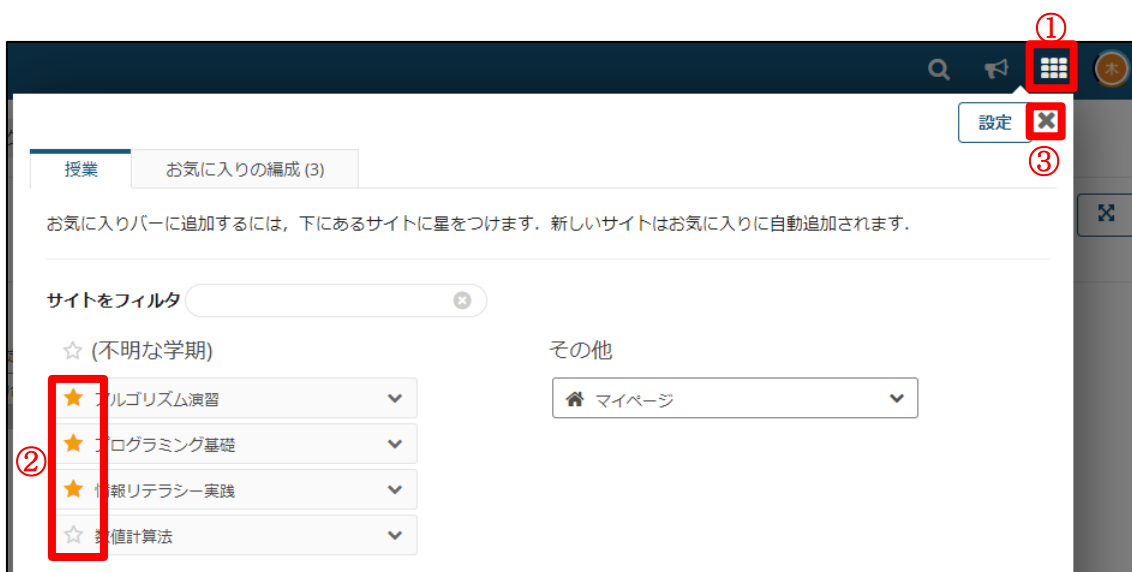 ①
木
設定
③
授業
お気に入りの編成 (3)
お気に入りバーに追加するには，下にあるサイトに星をつけます．新しいサイトはお気に入りに自動追加されます．
サイトをフィルタ
(不明な学期)
その他
アルゴリズム演習
マイページ
プログラミング基礎
②
情報リテラシー実践
数値計算法